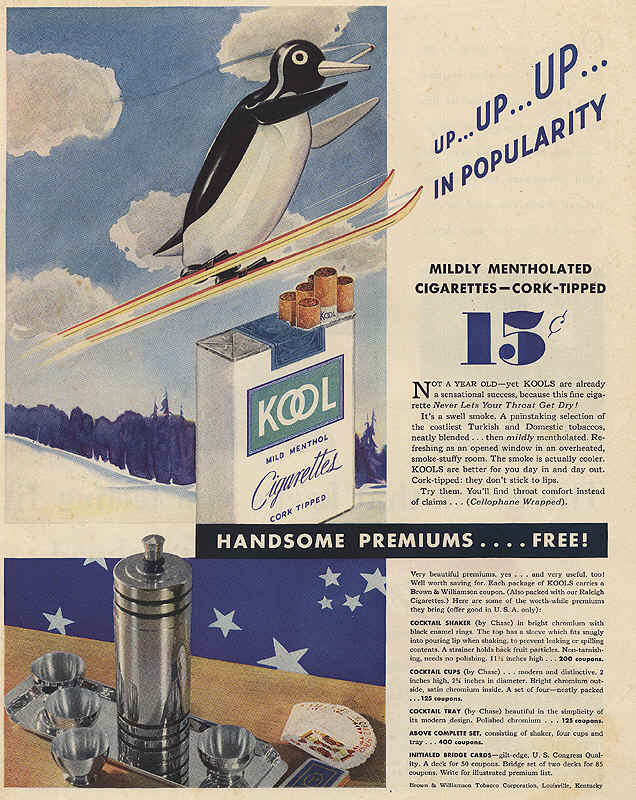 UP...UP...UP...
IN POPULARITY
MILDLY MENTHOLATED
CIGARETTES—CORK-TIPPED
15¢
NOT A YEAR OLD—yet KOOLS are already
a sensational success, because this fine ciga-
rette Never Lets Your Throat Get Dry!
It's a swell smoke. A painstaking selection of
the costliest Turkish and Domestic tobaccos,
neatly blended . . . then mildly mentholated. Re-
freshing as an opened window in an overheated,
smoke-stuffy room. The smoke is actually cooler.
KOOLS are better for you day in and day out.
Cork-tipped: they don't stick to lips.
Try them. You'll find throat comfort instead
of claims . . . (Cellophane Wrapped).
KOOL
KOOL
MILD MENTHOL
Cigarettes
CORK TIPPED
HANDSOME PREMIUMS . . . . FREE!
Very beautiful premiums, yes . . . and very useful, too!
Well worth saving for. Each package of KOOLS carries a
Brown & Williamson coupon. (Also packed with our Raleigh
Cigarettes.) Here are some of the worth-while premiums
they bring (offer good in U. S. A. only):
COCKTAIL SHAKER (by Chase) in bright chromium with
black enamel rings. The top has a sleeve which fits snugly
into pouring lip when shaking, to prevent leaking or spilling
contents. A strainer holds back fruit particles. Non-tarnish-
ing, needs no polishing. 11½ inches high . . . 200 coupons.
COCKTAIL CUPS (by Chase) . . . modern and distinctive. 2
inches high, 2¾ inches in diameter. Bright chromium out-
side, satin chromium inside. A set of four—neatly packed
. . . 125 coupons.
COCKTAIL TRAY (by Chase) beautiful in the simplicity of
its modern design. Polished chromium . . . 125 coupons.
ABOVE COMPLETE SET, consisting of shaker, four cups and
tray . . . 400 coupons.
INITIALED BRIDGE CARDS—gilt-edge, U. S. Congress Qual-
ity. A deck for 50 coupons. Bridge set of two decks for 85
coupons. Write for illustrated premium list.
Brown & Williamson Tobacco Corporation, Louisville, Kentucky